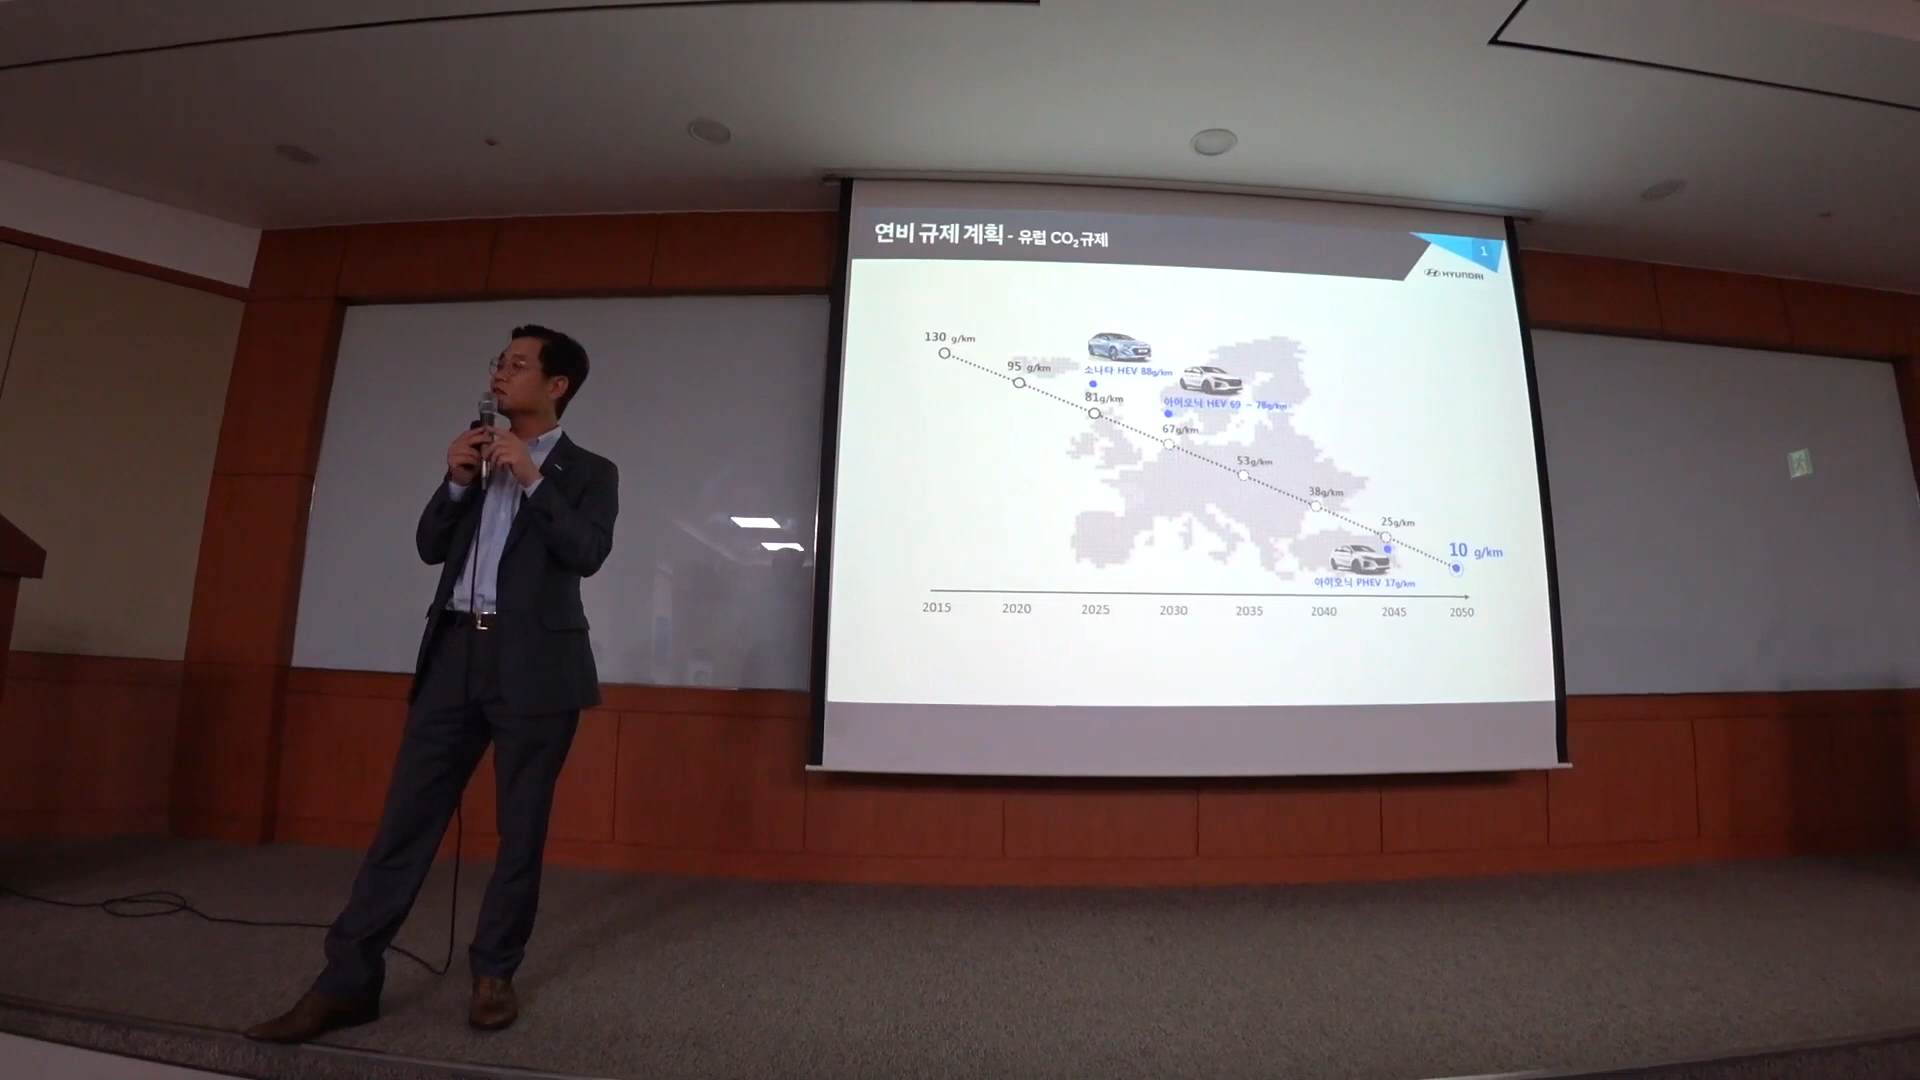 연비 규제 계획 - 유럽 CO₂ 규제
1
HYUNDAI
130 g/km
95 g/km
소나타 HEV 88g/km
81g/km
아이오닉 HEV 69 - 78g/km
67g/km
53g/km
38g/km
25g/km
10 g/km
아이오닉 PHEV 17g/km
2015 2020 2025 2030 2035 2040 2045 2050